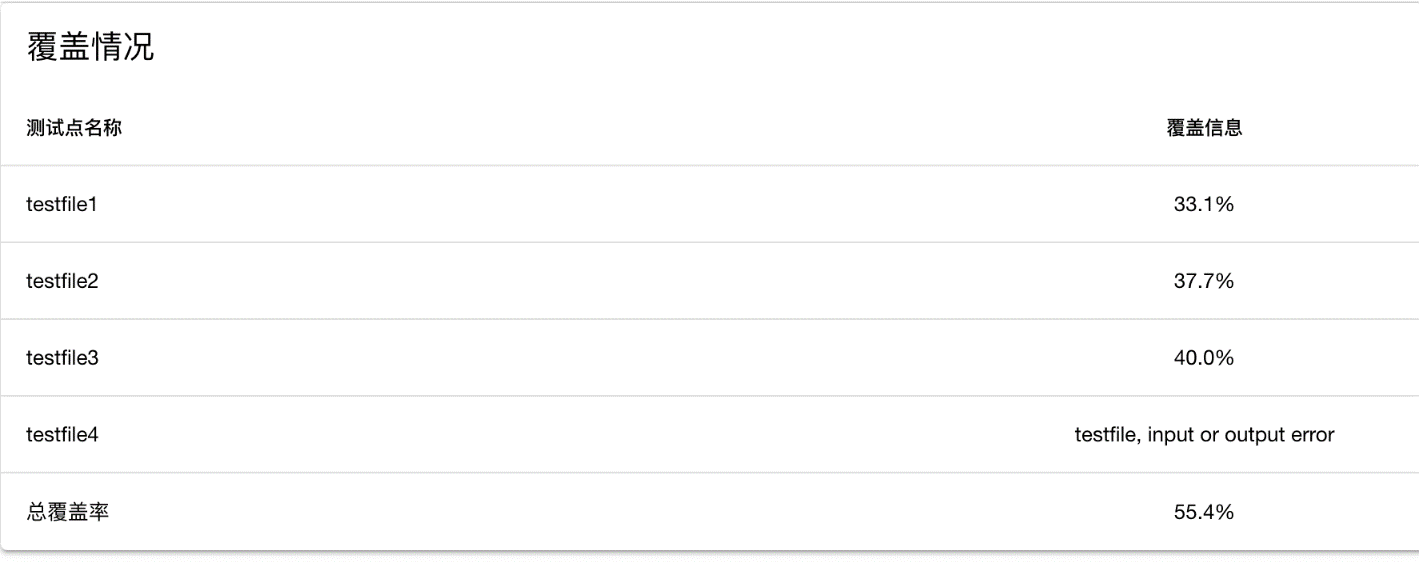 覆盖情况
测试点名称 覆盖信息
testfile1 33.1%
testfile2 37.7%
testfile3 40.0%
testfile4 testfile, input or output error
总覆盖率 55.4%